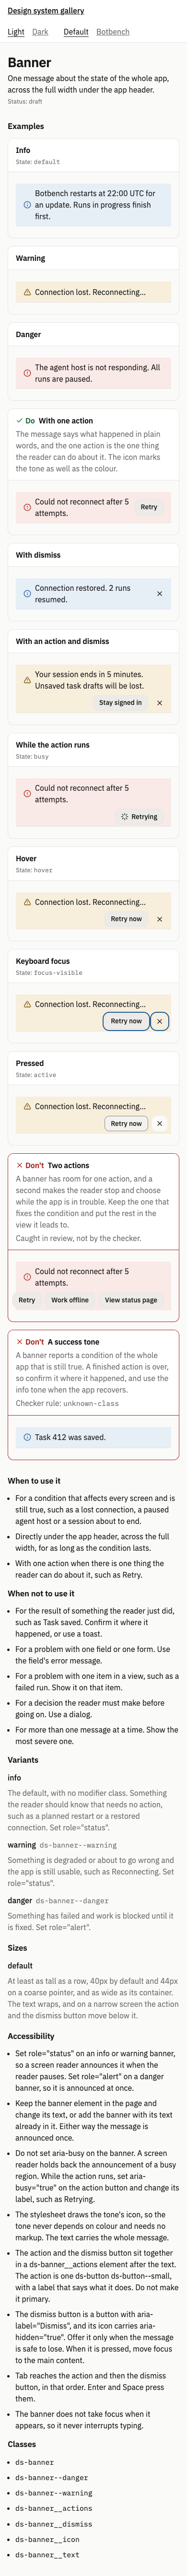 Design system gallery
Light Dark Default Botbench
Banner
One message about the state of the whole app,
across the full width under the app header.
Status: draft
Examples
Info
State: default
Botbench restarts at 22:00 UTC for
an update. Runs in progress finish
first.
Warning
Connection lost. Reconnecting…
Danger
The agent host is not responding. All
runs are paused.
Do With one action
The message says what happened in plain
words, and the one action is the one thing
the reader can do about it. The icon marks
the tone as well as the colour.
Could not reconnect after 5
attempts.
Retry
With dismiss
Connection restored. 2 runs
resumed.
With an action and dismiss
Your session ends in 5 minutes.
Unsaved task drafts will be lost.
Stay signed in
While the action runs
State: busy
Could not reconnect after 5
attempts.
Retrying
Hover
State: hover
Connection lost. Reconnecting…
Retry now
Keyboard focus
State: focus-visible
Connection lost. Reconnecting…
Retry now
Pressed
State: active
Connection lost. Reconnecting…
Retry now
Don't Two actions
A banner has room for one action, and a
second makes the reader stop and choose
while the app is in trouble. Keep the one that
fixes the condition and put the rest in the
view it leads to.
Caught in review, not by the checker.
Could not reconnect after 5
attempts.
Retry Work offline View status page
Don't A success tone
A banner reports a condition of the whole
app that is still true. A finished action is over,
so confirm it where it happened, and use the
info tone when the app recovers.
Checker rule: unknown-class
Task 412 was saved.
When to use it
• For a condition that affects every screen and is
still true, such as a lost connection, a paused
agent host or a session about to end.
• Directly under the app header, across the full
width, for as long as the condition lasts.
• With one action when there is one thing the
reader can do about it, such as Retry.
When not to use it
• For the result of something the reader just did,
such as Task saved. Confirm it where it
happened, or use a toast.
• For a problem with one field or one form. Use
the field's error message.
• For a problem with one item in a view, such as a
failed run. Show it on that item.
• For a decision the reader must make before
going on. Use a dialog.
• For more than one message at a time. Show the
most severe one.
Variants
info
The default, with no modifier class. Something
the reader should know that needs no action,
such as a planned restart or a restored
connection. Set role="status".
warning ds-banner--warning
Something is degraded or about to go wrong and
the app is still usable, such as Reconnecting. Set
role="status".
danger ds-banner--danger
Something has failed and work is blocked until it
is fixed. Set role="alert".
Sizes
default
At least as tall as a row, 40px by default and 44px
on a coarse pointer, and as wide as its container.
The text wraps, and on a narrow screen the action
and the dismiss button move below it.
Accessibility
• Set role="status" on an info or warning banner,
so a screen reader announces it when the
reader pauses. Set role="alert" on a danger
banner, so it is announced at once.
• Keep the banner element in the page and
change its text, or add the banner with its text
already in it. Either way the message is
announced once.
• Do not set aria-busy on the banner. A screen
reader holds back the announcement of a busy
region. While the action runs, set aria-
busy="true" on the action button and change its
label, such as Retrying.
• The stylesheet draws the tone's icon, so the
tone never depends on colour and needs no
markup. The text carries the whole message.
• The action and the dismiss button sit together
in a ds-banner__actions element after the text.
The action is one ds-button ds-button--small,
with a label that says what it does. Do not make
it primary.
• The dismiss button is a button with aria-
label="Dismiss", and its icon carries aria-
hidden="true". Offer it only when the message
is safe to lose. When it is pressed, move focus
to the main content.
• Tab reaches the action and then the dismiss
button, in that order. Enter and Space press
them.
• The banner does not take focus when it
appears, so it never interrupts typing.
Classes
• ds-banner
• ds-banner--danger
• ds-banner--warning
• ds-banner__actions
• ds-banner__dismiss
• ds-banner__icon
• ds-banner__text